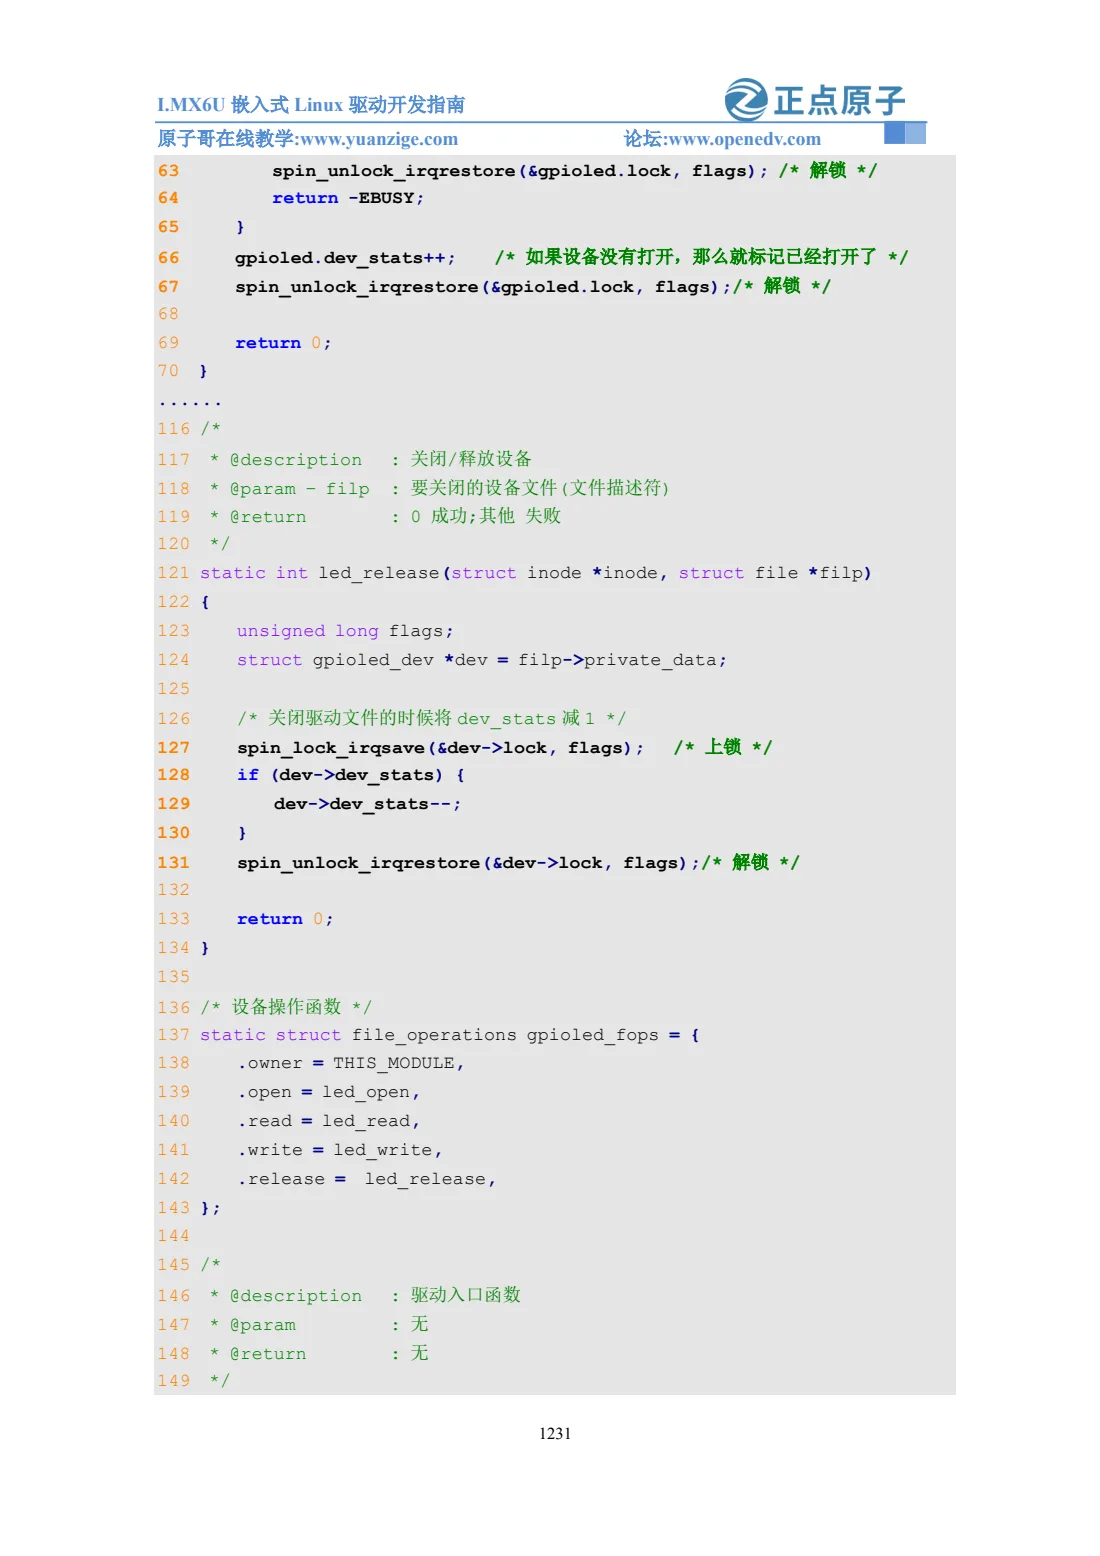 I.MX6U 嵌入式 Linux 驱动开发指南
正点原子
原子哥在线教学:www.yuanzige.com 论坛:www.openedv.com
63 spin_unlock_irqrestore(&gpioled.lock, flags); /* 解锁 */
64 return -EBUSY;
65 }
66 gpioled.dev_stats++; /* 如果设备没有打开，那么就标记已经打开了 */
67 spin_unlock_irqrestore(&gpioled.lock, flags);/* 解锁 */
68
69 return 0;
70 }
......
116 /*
117 * @description : 关闭/释放设备
118 * @param – filp : 要关闭的设备文件(文件描述符)
119 * @return : 0 成功;其他 失败
120 */
121 static int led_release(struct inode *inode, struct file *filp)
122 {
123 unsigned long flags;
124 struct gpioled_dev *dev = filp->private_data;
125
126 /* 关闭驱动文件的时候将 dev_stats 减 1 */
127 spin_lock_irqsave(&dev->lock, flags); /* 上锁 */
128 if (dev->dev_stats) {
129 dev->dev_stats--;
130 }
131 spin_unlock_irqrestore(&dev->lock, flags);/* 解锁 */
132
133 return 0;
134 }
135
136 /* 设备操作函数 */
137 static struct file_operations gpioled_fops = {
138 .owner = THIS_MODULE,
139 .open = led_open,
140 .read = led_read,
141 .write = led_write,
142 .release = led_release,
143 };
144
145 /*
146 * @description : 驱动入口函数
147 * @param : 无
148 * @return : 无
149 */
1231